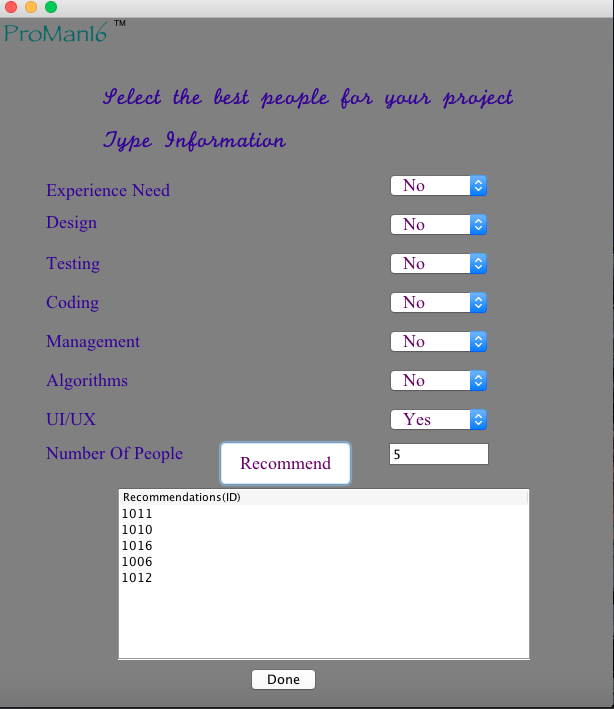 ProMan16 ™
Select the best people for your project
Type Information
Experience Need No
Design No
Testing No
Coding No
Management No
Algorithms No
UI/UX Yes
Number Of People Recommend 5
Recommendations(ID)
1011
1010
1016
1006
1012
Done